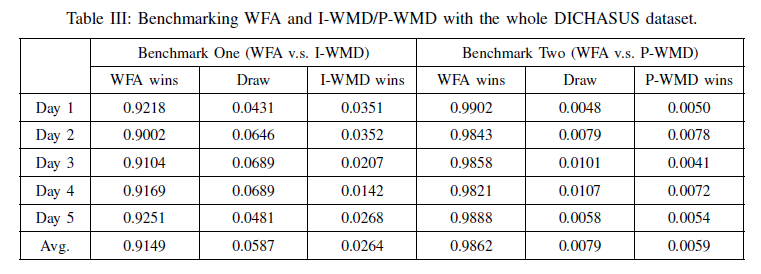 Table III: Benchmarking WFA and I-WMD/P-WMD with the whole DICHASUS dataset.
Benchmark One (WFA v.s. I-WMD) Benchmark Two (WFA v.s. P-WMD)
WFA wins Draw I-WMD wins WFA wins Draw P-WMD wins
Day 1 0.9218 0.0431 0.0351 0.9902 0.0048 0.0050
Day 2 0.9002 0.0646 0.0352 0.9843 0.0079 0.0078
Day 3 0.9104 0.0689 0.0207 0.9858 0.0101 0.0041
Day 4 0.9169 0.0689 0.0142 0.9821 0.0107 0.0072
Day 5 0.9251 0.0481 0.0268 0.9888 0.0058 0.0054
Avg. 0.9149 0.0587 0.0264 0.9862 0.0079 0.0059